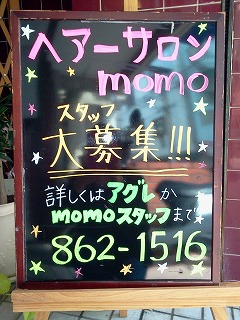 ヘアーサロン
momo
スタッフ
大募集!!!
詳しくはアグレか
momoスタッフまで
862-1516